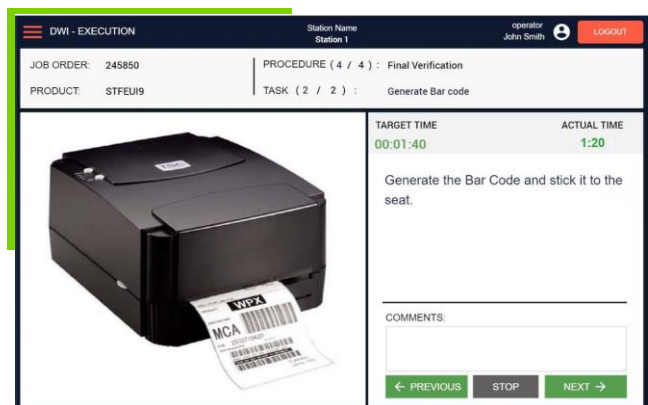 DWI - EXECUTION
Station Name
Station 1
operator
John Smith
LOGOUT
JOB ORDER: 245850
PROCEDURE ( 4 / 4 ) : Final Verification
PRODUCT: STFEUI9
TASK ( 2 / 2 ) : Generate Bar code
TARGET TIME
ACTUAL TIME
00:01:40
1:20
Generate the Bar Code and stick it to the
seat.
TSC
WPX
MCA
COMMENTS:
← PREVIOUS
STOP
NEXT →